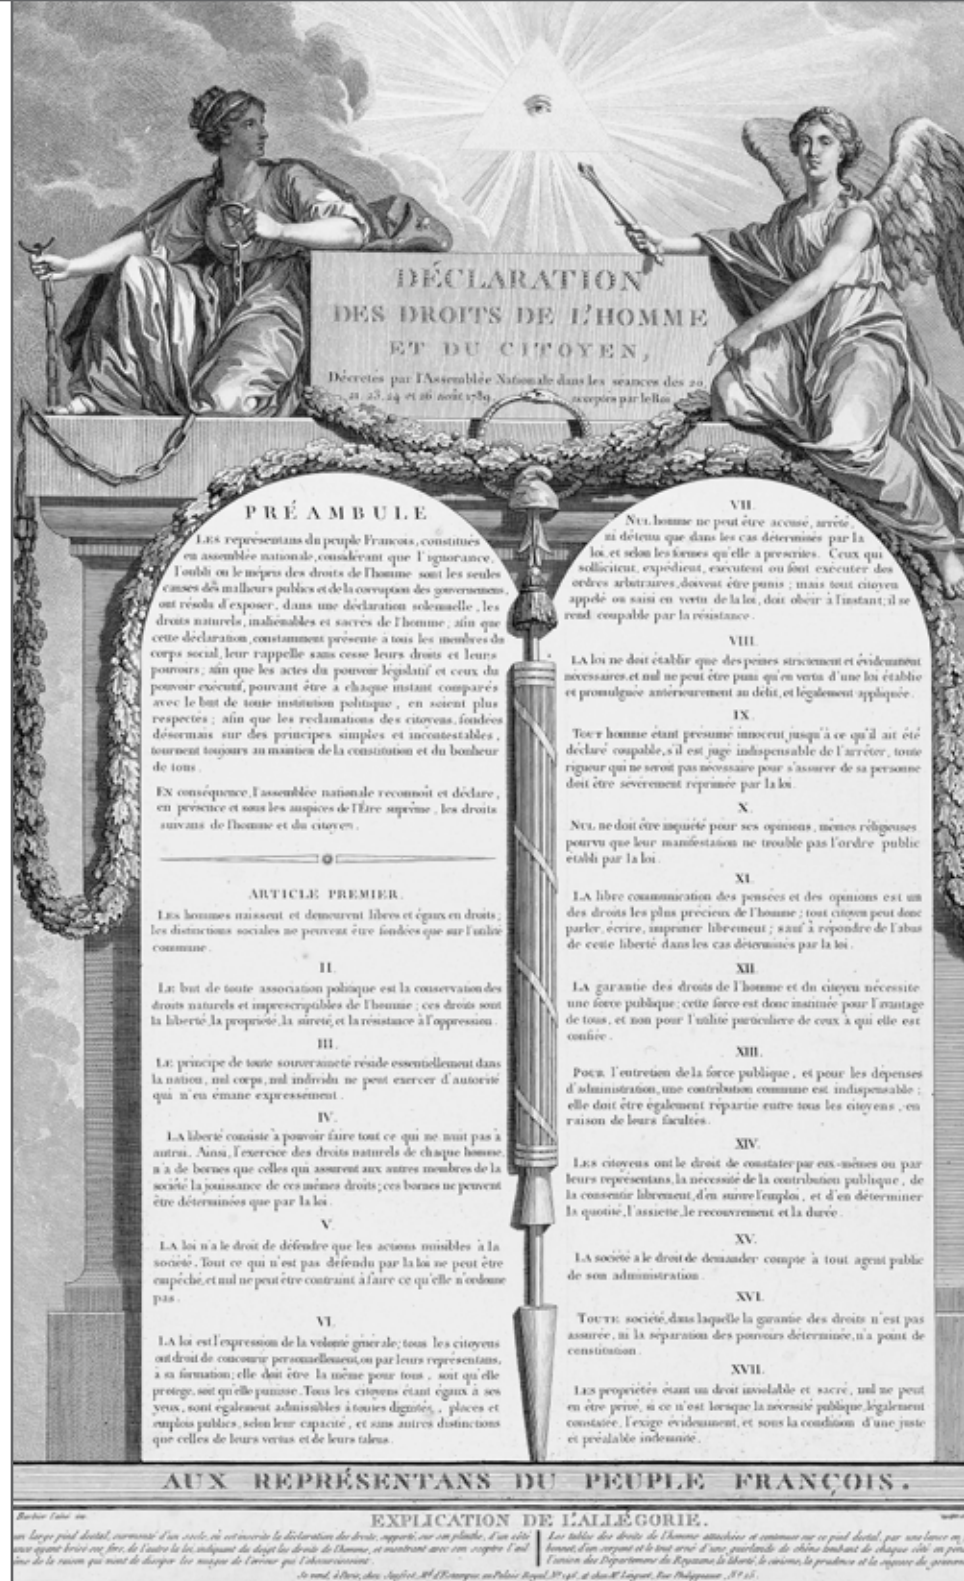 DÉCLARATION
DES DROITS DE L'HOMME
ET DU CITOYEN,
Décretés par l'Assemblée Nationale dans les séances des 20,
21, 23, 24 et 26 août 1789, acceptés par le Roi
PRÉAMBULE
LES représentans du peuple Francois, constitués
en assemblée nationale, considérant que l'ignorance,
l'oubli ou le mépris des droits de l'homme sont les seules
causes des malheurs publics et de la corruption des gouvernemens,
ont résolu d'exposer, dans une déclaration solemnelle, les
droits naturels, inaliénables et sacrés de l'homme; afin que
cette déclaration, constamment présente a tous les membres du
corps social, leur rappelle sans cesse leurs droits et leurs
pouvoirs; afin que les actes du pouvoir législatif et ceux du
pouvoir exécutif, pouvant être a chaque instant comparés
avec le but de toute institution politique, en soient plus
respectés; afin que les reclamations des citoyens, fondées
désormais sur des principes simples et incontestables,
tournent toujours au maintien de la constitution et du bonheur
de tous.
EN conséquence, l'assemblée nationale reconnoit et déclare,
en présence et sous les auspices de l'Être suprême, les droits
suivans de l'homme et du citoyen.
ARTICLE PREMIER.
LES hommes naissent et demeurent libres et égaux en droits;
les distinctions sociales ne peuvent être fondées que sur l'utilité
commune.
II.
LE but de toute association politique est la conservation des
droits naturels et imprescriptibles de l'homme; ces droits sont
la liberté, la propriété, la sureté, et la résistance à l'oppression.
III.
LE principe de toute souveraineté réside essentiellement dans
la nation, nul corps, nul individu ne peut exercer d'autorité
qui n'en émane expressement.
IV.
LA liberté consiste à pouvoir faire tout ce qui ne nuit pas à
autrui. Ainsi, l'exercice des droits naturels de chaque homme,
n'a de bornes que celles qui assurent aux autres membres de la
société la jouissance de ces mêmes droits; ces bornes ne peuvent
être déterminées que par la loi.
V.
LA loi n'a le droit de défendre que les actions nuisibles à la
société. Tout ce qui n'est pas défendu par la loi ne peut être
empêché, et nul ne peut être contraint à faire ce qu'elle n'ordonne
pas.
VI.
LA loi est l'expression de la volonté générale; tous les citoyens
ont droit de concourir personnellement, ou par leurs représentans,
à sa formation; elle doit être la même pour tous, soit qu'elle
protege, soit qu'elle punisse. Tous les citoyens étant égaux à ses
yeux, sont également admissibles à toutes dignités, places et
emplois publics, selon leur capacité, et sans autres distinctions
que celles de leurs vertus et de leurs talens.
VII.
NUL homme ne peut être accusé, arrêté,
ni détenu que dans les cas déterminés par la
loi, et selon les formes qu'elle a prescrites. Ceux qui
sollicitent, expédient, exécutent ou font exécuter des
ordres arbitraires, doivent être punis; mais tout citoyen
appelé ou saisi en vertu de la loi, doit obéir à l'instant; il se
rend coupable par la résistance.
VIII.
LA loi ne doit établir que des peines strictement et évidemment
nécessaires, et nul ne peut être puni qu'en vertu d'une loi établie
et promulguée antérieurement au délit, et légalement appliquée.
IX.
TOUT homme étant présumé innocent jusqu'à ce qu'il ait été
déclaré coupable, s'il est jugé indispensable de l'arrêter, toute
rigueur qui ne seroit pas nécessaire pour s'assurer de sa personne
doit être sévèrement réprimée par la loi.
X.
NUL ne doit être inquiété pour ses opinions, mêmes réligieuses
pourvu que leur manifestation ne trouble pas l'ordre public
établi par la loi.
XI.
LA libre communication des pensées et des opinions est un
des droits les plus precieux de l'homme; tout citoyen peut donc
parler, écrire, imprimer librement; sauf à répondre de l'abus
de cette liberté dans les cas déterminés par la loi.
XII.
LA garantie des droits de l'homme et du citoyen nécessite
une force publique; cette force est donc instituée pour l'avantage
de tous, et non pour l'utilité particuliere de ceux à qui elle est
confiée.
XIII.
POUR l'entretien de la force publique, et pour les dépenses
d'administration, une contribution commune est indispensable;
elle doit être également répartie entre tous les citoyens, en
raison de leurs facultés.
XIV.
LES citoyens ont le droit de constater par eux-mêmes ou par
leurs représentans, la nécessité de la contribution publique, de
la consentir librement, d'en suivre l'emploi, et d'en déterminer
la quotité, l'assiette, le recouvrement et la durée.
XV.
LA société a le droit de demander compte à tout agent public
de son administration.
XVI.
TOUTE société, dans laquelle la garantie des droits n'est pas
assurée, ni la séparation des pouvoirs déterminée, n'a point de
constitution.
XVII.
LES propriétés étant un droit inviolable et sacré, nul ne peut
en être privé, si ce n'est lorsque la nécessité publique, légalement
constatée, l'exige évidemment, et sous la condition d'une juste
et préalable indemnité.
AUX REPRÉSENTANS DU PEUPLE FRANÇOIS.
EXPLICATION DE L'ALLÉGORIE.